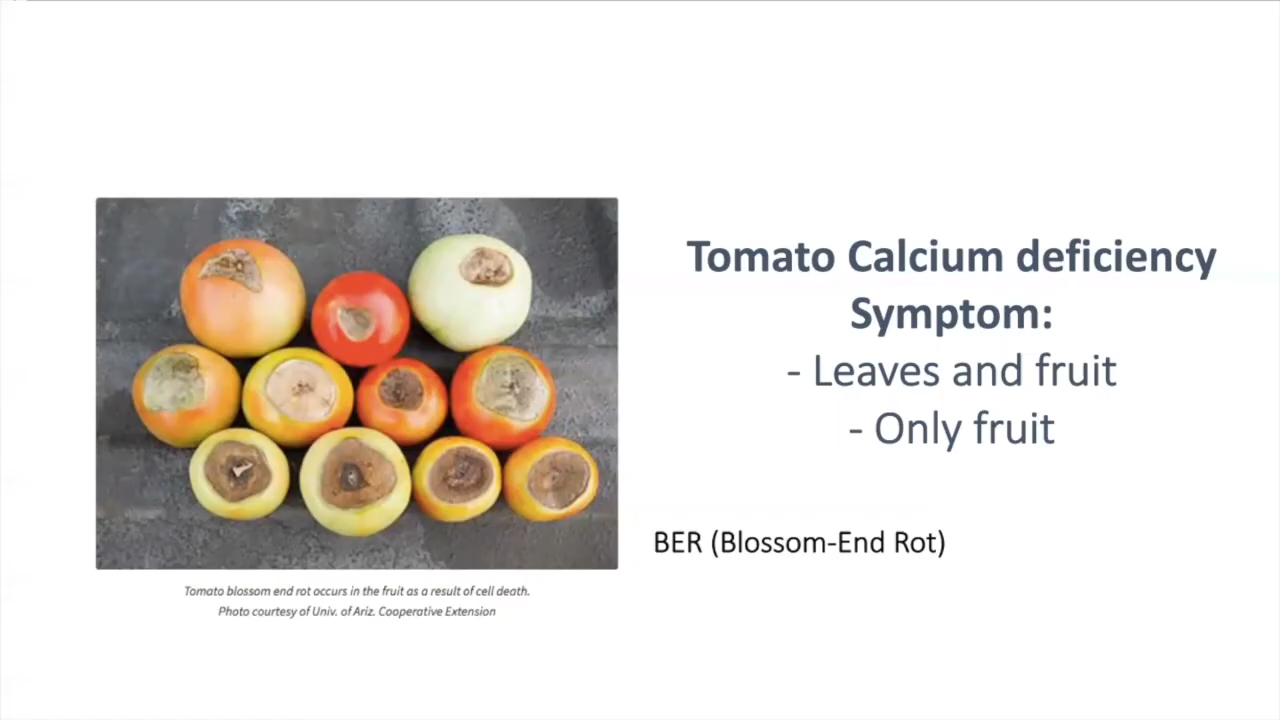 Tomato Calcium deficiency
Symptom:
- Leaves and fruit
- Only fruit
BER (Blossom-End Rot)
Tomato blossom end rot occurs in the fruit as a result of cell death.
Photo courtesy of Univ. of Ariz. Cooperative Extension